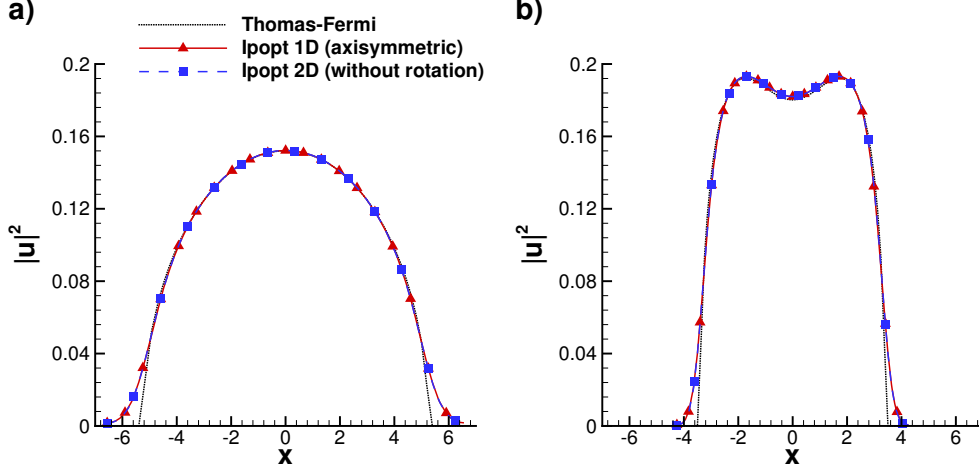 a)
Thomas-Fermi
Ipopt 1D (axisymmetric)
Ipopt 2D (without rotation)
0.2
0.16
0.12
0.08
0.04
0
|u|²
-6 -4 -2 0 2 4 6
x
b)
0.2
0.16
0.12
0.08
0.04
0
|u|²
-6 -4 -2 0 2 4 6
x